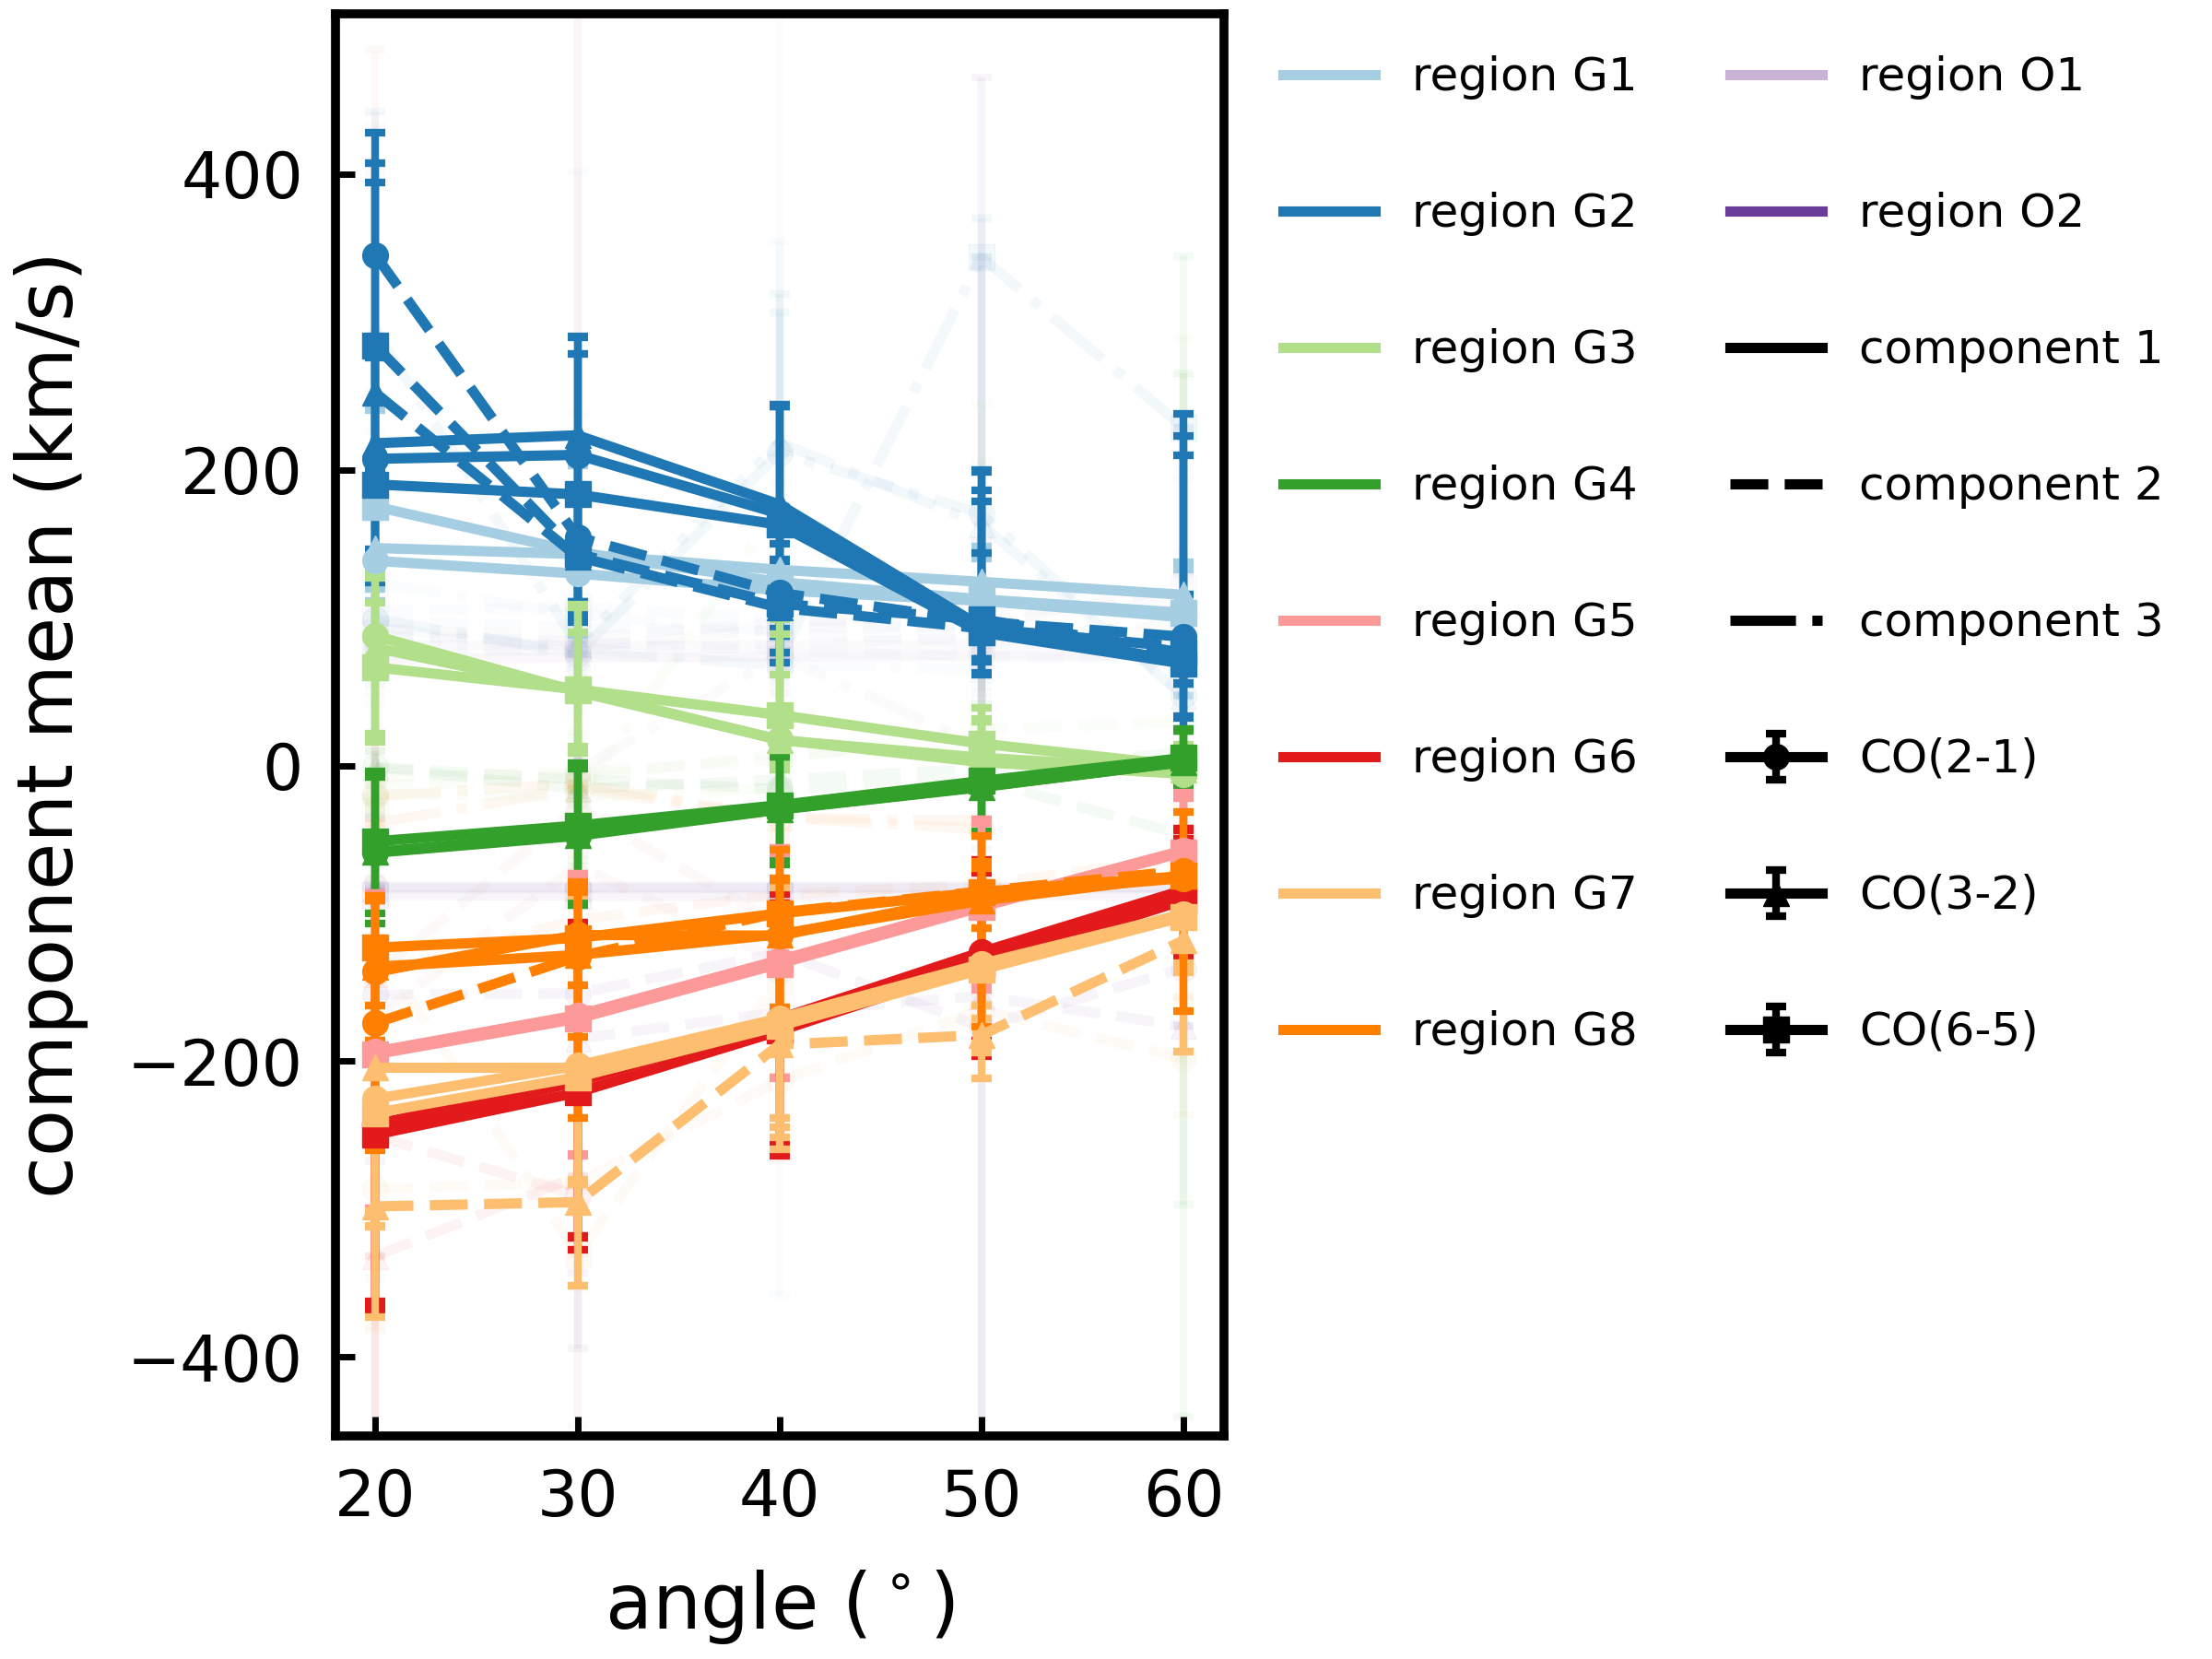 component mean (km/s)
400
200
0
−200
−400
20 30 40 50 60
angle (°)
region G1
region G2
region G3
region G4
region G5
region G6
region G7
region G8
region O1
region O2
component 1
component 2
component 3
CO(2-1)
CO(3-2)
CO(6-5)